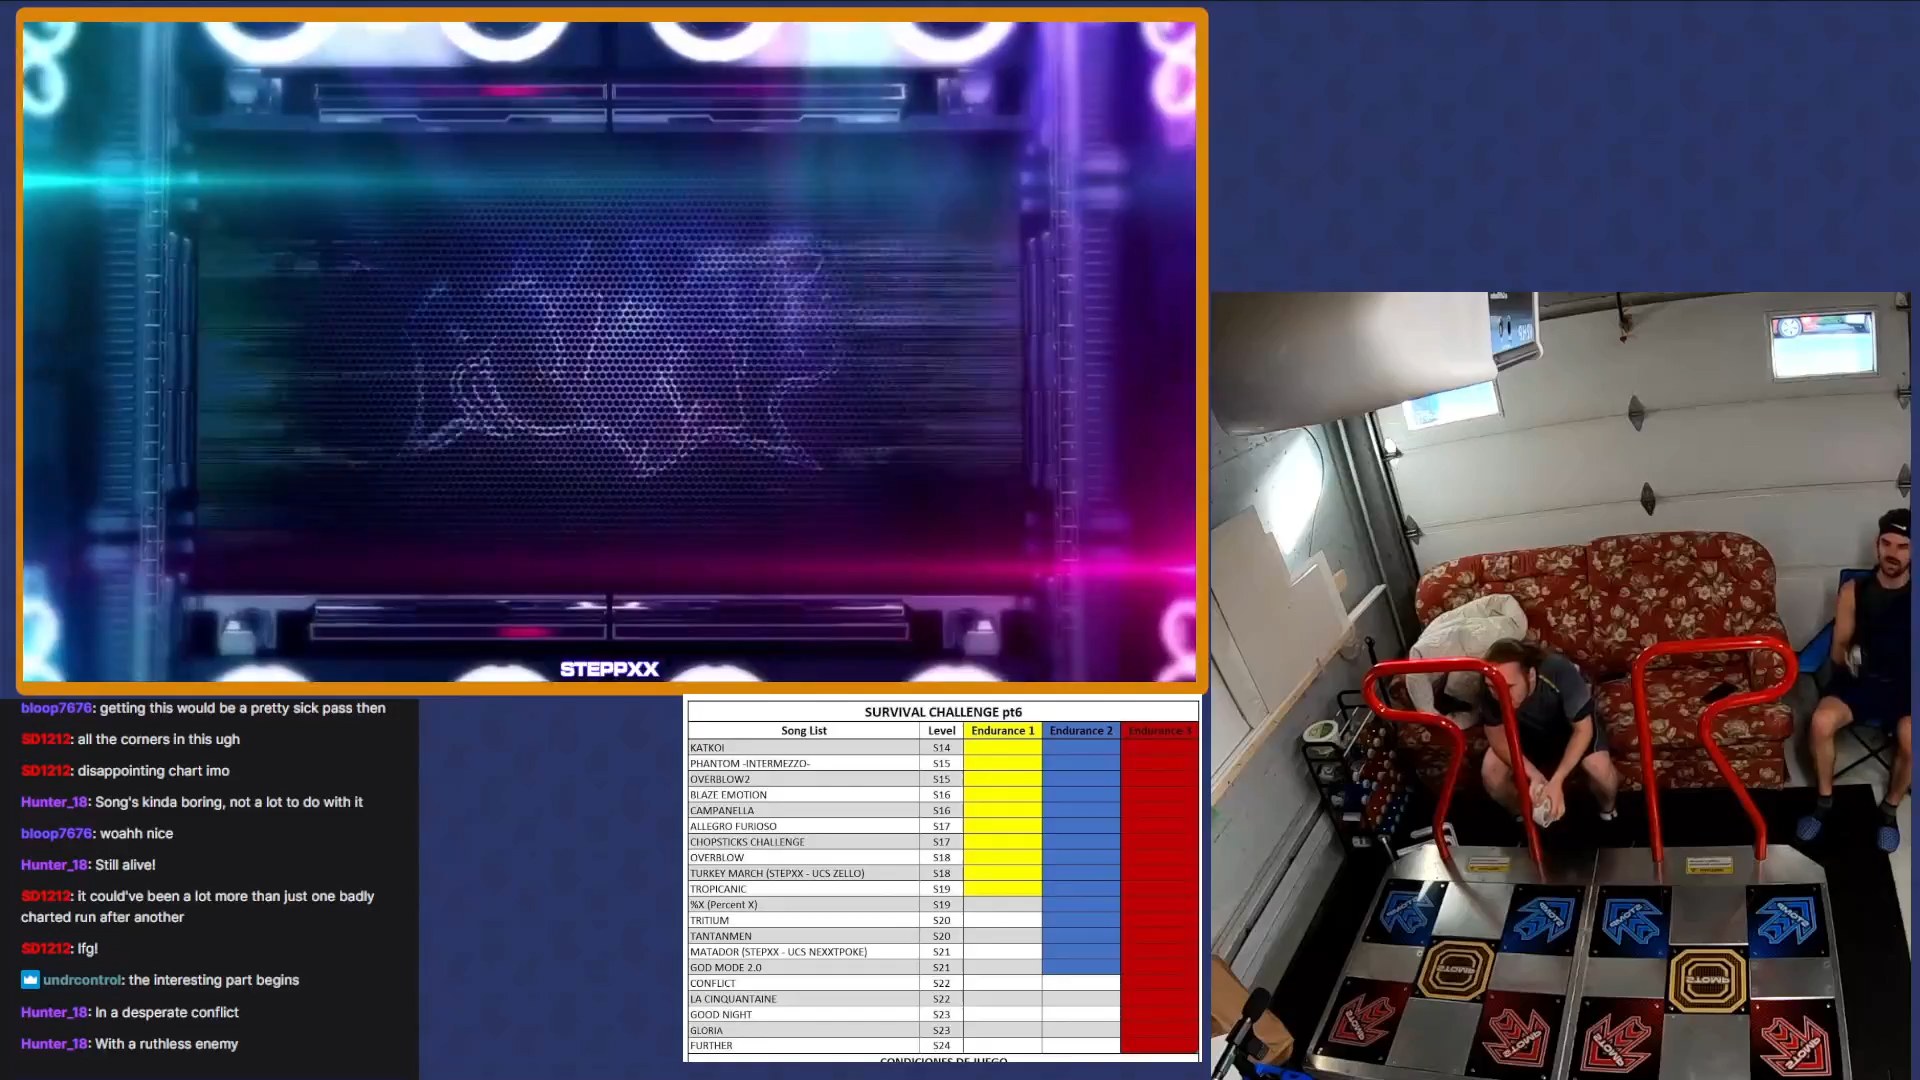 STEPPXX
bloop7676: getting this would be a pretty sick pass then
SD1212: all the corners in this ugh
SD1212: disappointing chart imo
Hunter_18: Song's kinda boring, not a lot to do with it
bloop7676: woahh nice
Hunter_18: Still alive!
SD1212: it could've been a lot more than just one badly
charted run after another
SD1212: lfg!
undrcontrol: the interesting part begins
Hunter_18: In a desperate conflict
Hunter_18: With a ruthless enemy
SURVIVAL CHALLENGE pt6
Song List Level Endurance 1 Endurance 2 Endurance 3
KATKOI S14
PHANTOM -INTERMEZZO- S15
OVERBLOW2 S15
BLAZE EMOTION S16
CAMPANELLA S16
ALLEGRO FURIOSO S17
CHOPSTICKS CHALLENGE S17
OVERBLOW S18
TURKEY MARCH (STEPXX - UCS ZELLO) S18
TROPICANIC S19
%X (Percent X) S19
TRITIUM S20
TANTANMEN S20
MATADOR (STEPXX - UCS NEXXTPOKE) S21
GOD MODE 2.0 S21
CONFLICT S22
LA CINQUANTAINE S22
GOOD NIGHT S23
GLORIA S23
FURTHER S24
CONDICIONES DE JUEGO